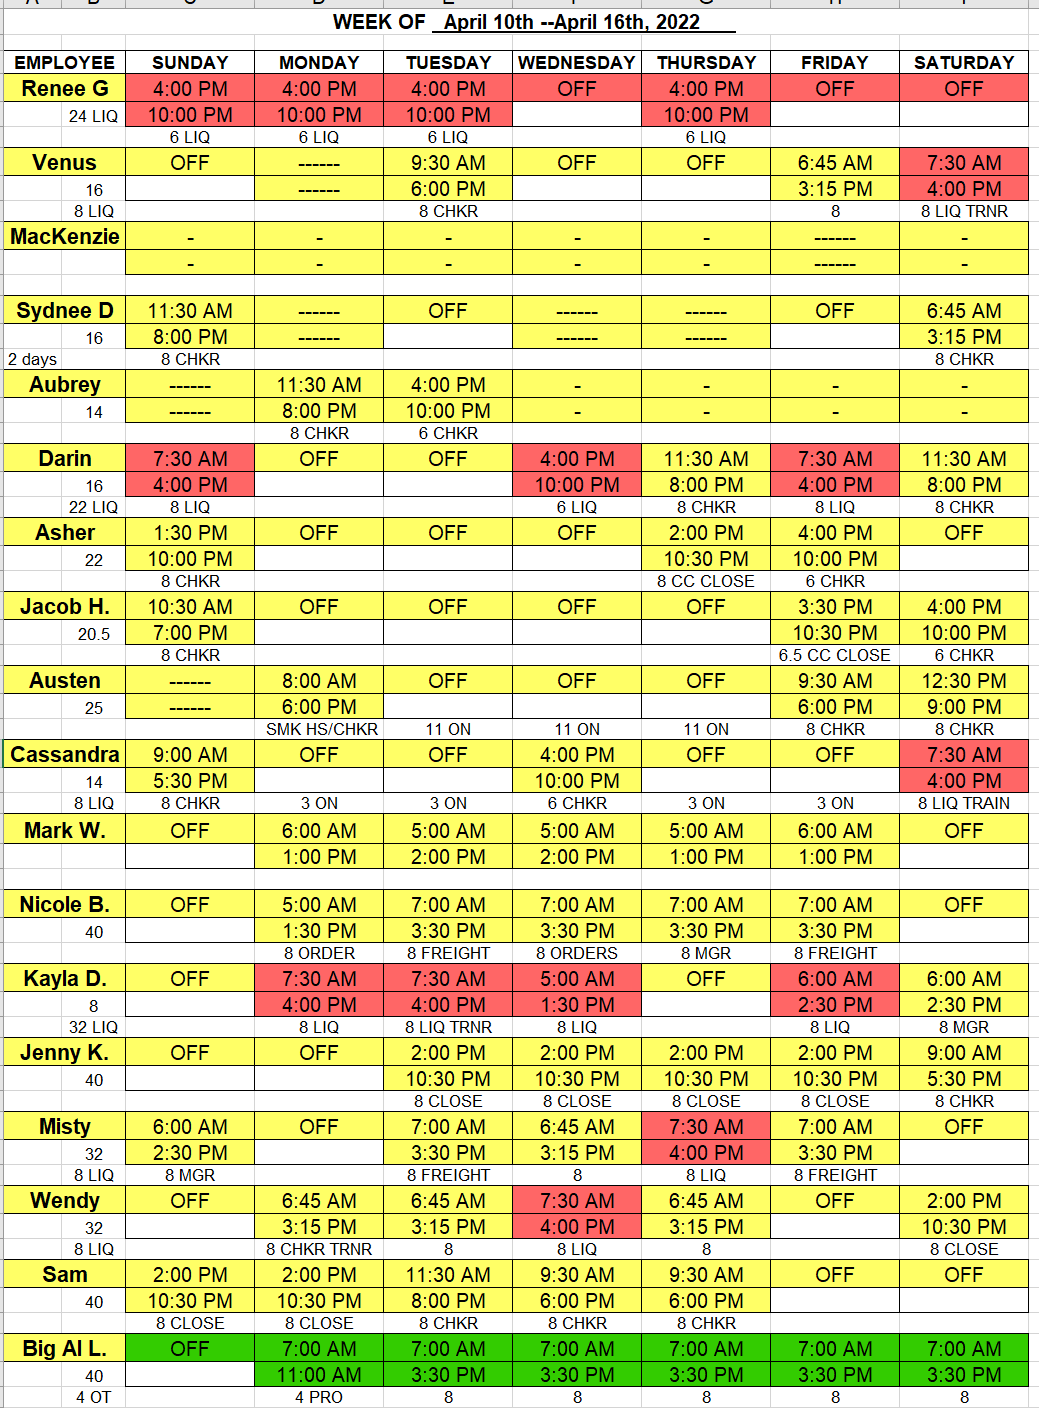 WEEK OF April 10th --April 16th, 2022
EMPLOYEE SUNDAY MONDAY TUESDAY WEDNESDAY THURSDAY FRIDAY SATURDAY
Renee G 4:00 PM 4:00 PM 4:00 PM OFF 4:00 PM OFF OFF
24 LIQ 10:00 PM 10:00 PM 10:00 PM 10:00 PM
6 LIQ 6 LIQ 6 LIQ 6 LIQ
Venus OFF ------ 9:30 AM OFF OFF 6:45 AM 7:30 AM
16 ------ 6:00 PM 3:15 PM 4:00 PM
8 LIQ 8 CHKR 8 8 LIQ TRNR
MacKenzie - - - - - ------ -
- - - - - ------ -
Sydnee D 11:30 AM ------ OFF ------ ------ OFF 6:45 AM
16 8:00 PM ------ ------ ------ 3:15 PM
2 days 8 CHKR 8 CHKR
Aubrey ------ 11:30 AM 4:00 PM - - - -
14 ------ 8:00 PM 10:00 PM - - - -
8 CHKR 6 CHKR
Darin 7:30 AM OFF OFF 4:00 PM 11:30 AM 7:30 AM 11:30 AM
16 4:00 PM 10:00 PM 8:00 PM 4:00 PM 8:00 PM
22 LIQ 8 LIQ 6 LIQ 8 CHKR 8 LIQ 8 CHKR
Asher 1:30 PM OFF OFF OFF 2:00 PM 4:00 PM OFF
22 10:00 PM 10:30 PM 10:00 PM
8 CHKR 8 CC CLOSE 6 CHKR
Jacob H. 10:30 AM OFF OFF OFF OFF 3:30 PM 4:00 PM
20.5 7:00 PM 10:30 PM 10:00 PM
8 CHKR 6.5 CC CLOSE 6 CHKR
Austen ------ 8:00 AM OFF OFF OFF 9:30 AM 12:30 PM
25 ------ 6:00 PM 6:00 PM 9:00 PM
SMK HS/CHKR 11 ON 11 ON 11 ON 8 CHKR 8 CHKR
Cassandra 9:00 AM OFF OFF 4:00 PM OFF OFF 7:30 AM
14 5:30 PM 10:00 PM 4:00 PM
8 LIQ 8 CHKR 3 ON 3 ON 6 CHKR 3 ON 3 ON 8 LIQ TRAIN
Mark W. OFF 6:00 AM 5:00 AM 5:00 AM 5:00 AM 6:00 AM OFF
1:00 PM 2:00 PM 2:00 PM 1:00 PM 1:00 PM
Nicole B. OFF 5:00 AM 7:00 AM 7:00 AM 7:00 AM 7:00 AM OFF
40 1:30 PM 3:30 PM 3:30 PM 3:30 PM 3:30 PM
8 ORDER 8 FREIGHT 8 ORDERS 8 MGR 8 FREIGHT
Kayla D. OFF 7:30 AM 7:30 AM 5:00 AM OFF 6:00 AM 6:00 AM
8 4:00 PM 4:00 PM 1:30 PM 2:30 PM 2:30 PM
32 LIQ 8 LIQ 8 LIQ TRNR 8 LIQ 8 LIQ 8 MGR
Jenny K. OFF OFF 2:00 PM 2:00 PM 2:00 PM 2:00 PM 9:00 AM
40 10:30 PM 10:30 PM 10:30 PM 10:30 PM 5:30 PM
8 CLOSE 8 CLOSE 8 CLOSE 8 CLOSE 8 CHKR
Misty 6:00 AM OFF 7:00 AM 6:45 AM 7:30 AM 7:00 AM OFF
32 2:30 PM 3:30 PM 3:15 PM 4:00 PM 3:30 PM
8 LIQ 8 MGR 8 FREIGHT 8 8 LIQ 8 FREIGHT
Wendy OFF 6:45 AM 6:45 AM 7:30 AM 6:45 AM OFF 2:00 PM
32 3:15 PM 3:15 PM 4:00 PM 3:15 PM 10:30 PM
8 LIQ 8 CHKR TRNR 8 8 LIQ 8 8 CLOSE
Sam 2:00 PM 2:00 PM 11:30 AM 9:30 AM 9:30 AM OFF OFF
40 10:30 PM 10:30 PM 8:00 PM 6:00 PM 6:00 PM
8 CLOSE 8 CLOSE 8 CHKR 8 CHKR 8 CHKR
Big Al L. OFF 7:00 AM 7:00 AM 7:00 AM 7:00 AM 7:00 AM 7:00 AM
40 11:00 AM 3:30 PM 3:30 PM 3:30 PM 3:30 PM 3:30 PM
4 OT 4 PRO 8 8 8 8 8